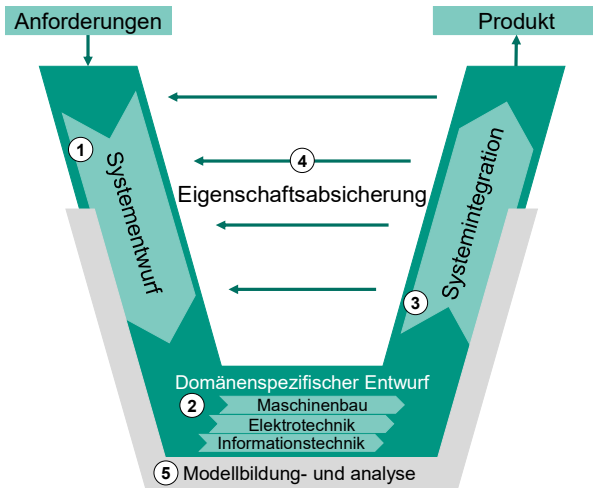 Anforderungen
Produkt
1
Systementwurf
4
Eigenschaftsabsicherung
3
Systemintegration
Domänenspezifischer Entwurf
2
Maschinenbau
Elektrotechnik
Informationstechnik
5 Modellbildung- und analyse